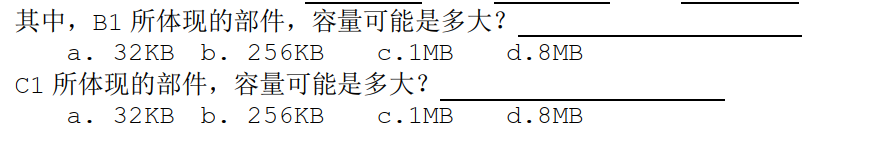 其中，B1 所体现的部件，容量可能是多大？
a. 32KB b. 256KB c.1MB d.8MB
C1 所体现的部件，容量可能是多大？
a. 32KB b. 256KB c.1MB d.8MB